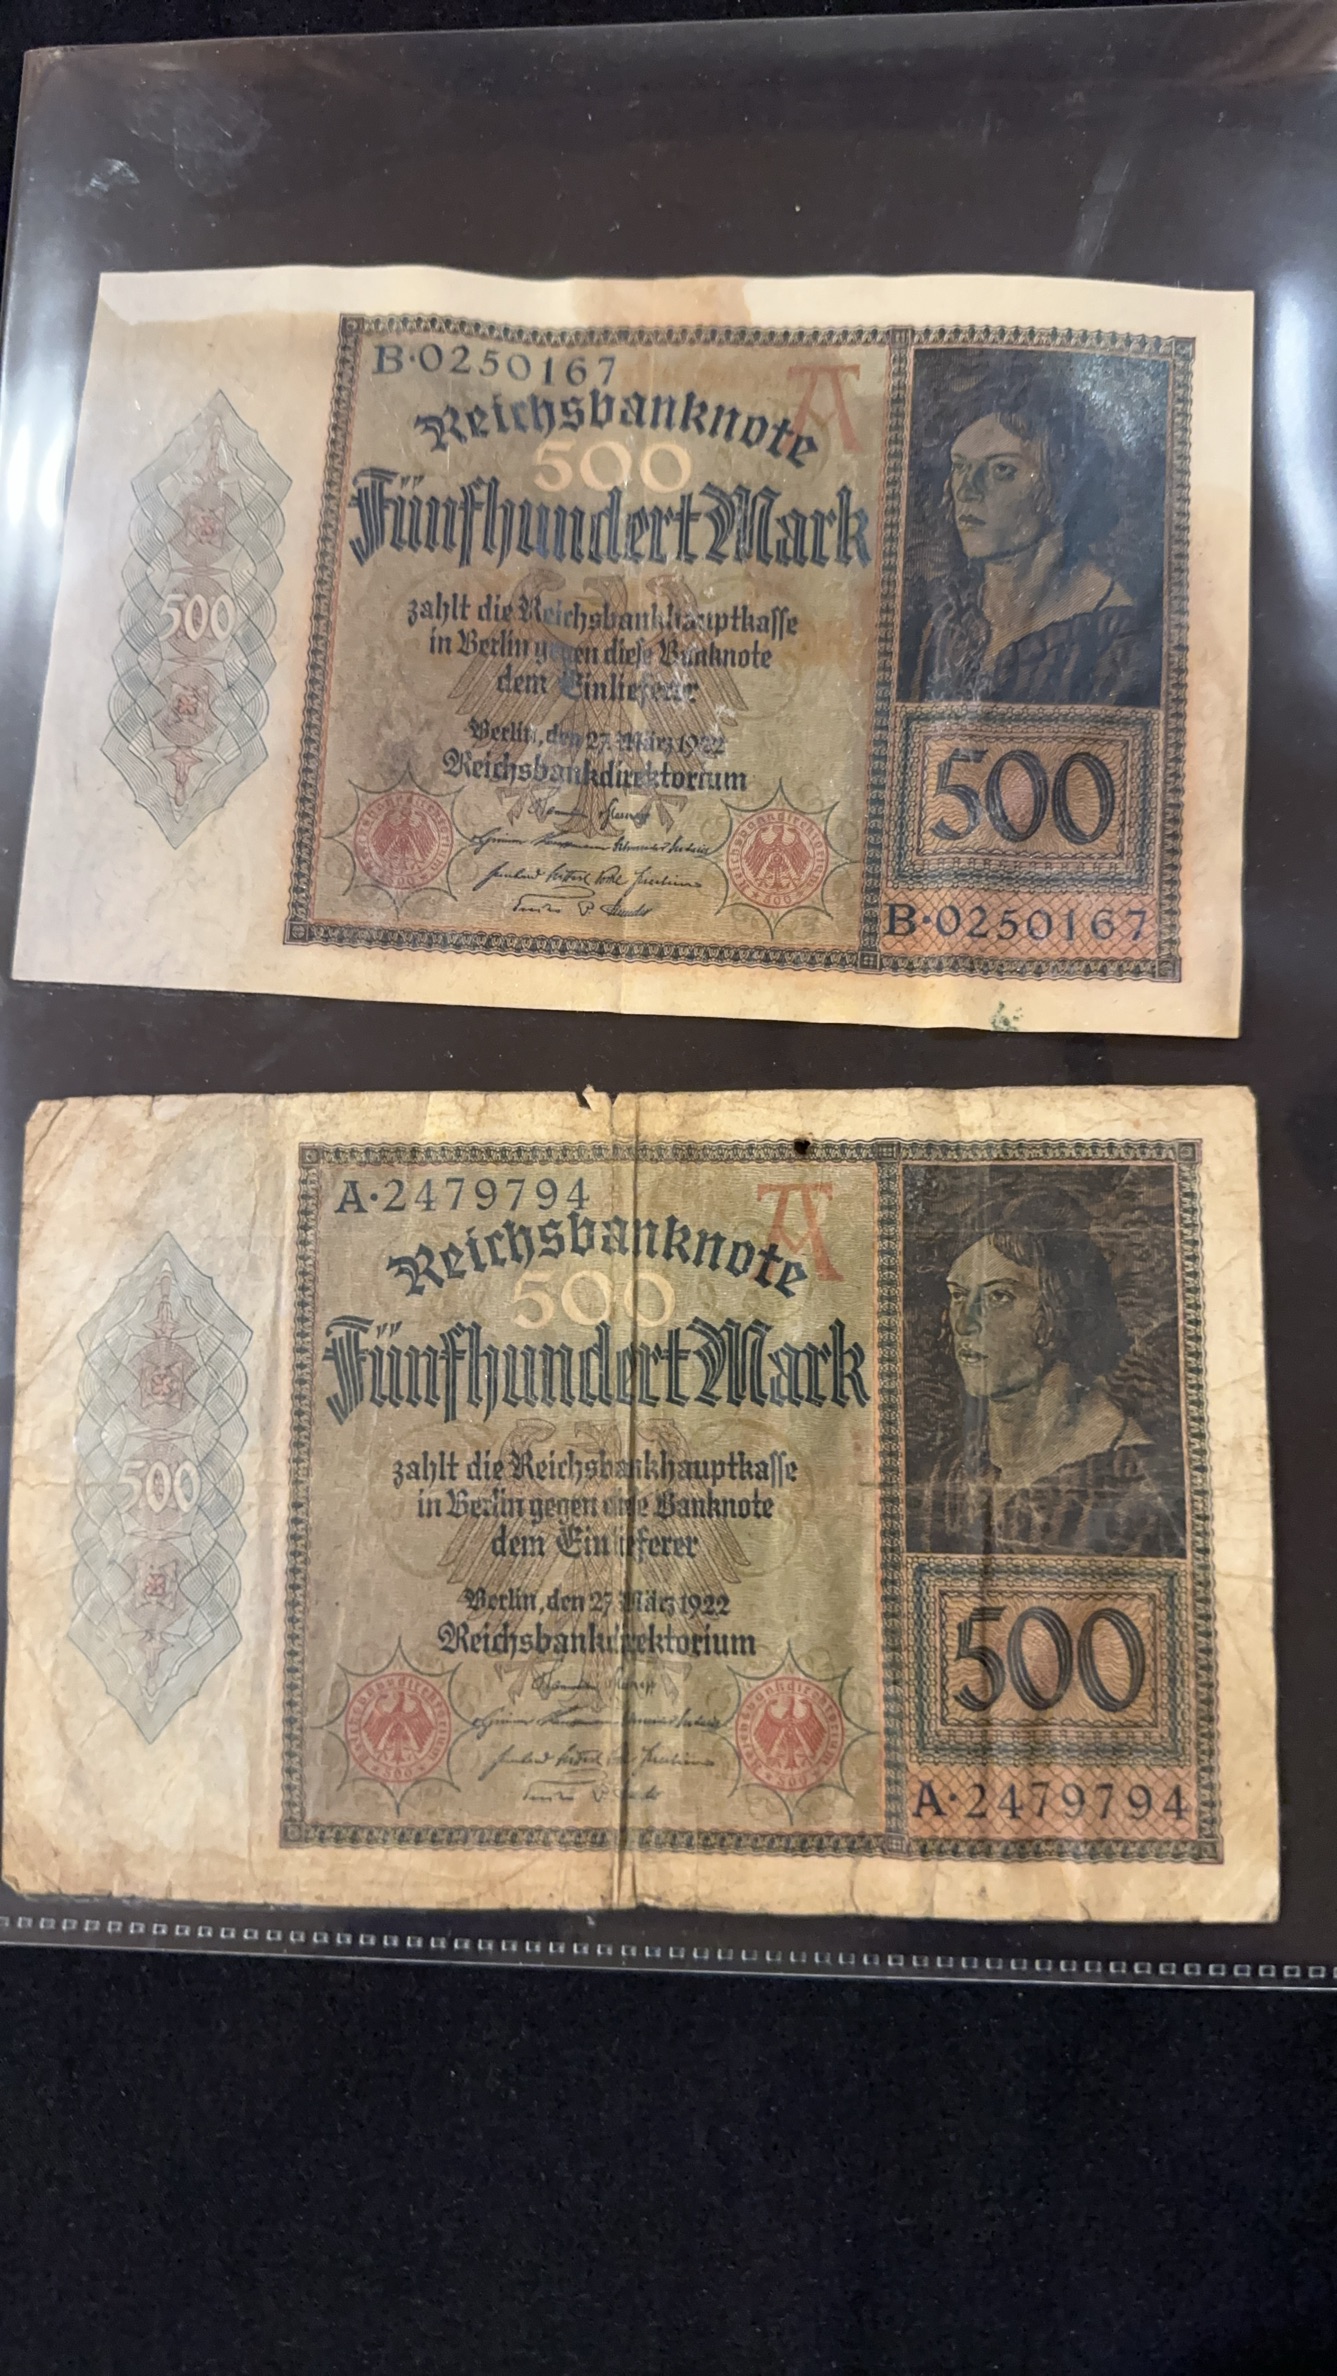 B·0250167
A
Reichsbanknote
500
Fünfhundert Mark
500
zahlt die Reichsbankhauptkasse
in Berlin gegen diese Banknote
dem Einlieferer
Berlin, den 27. März 1922
Reichsbankdirektorium
500
B·0250167
A·2479794
A
Reichsbanknote
500
Fünfhundert Mark
500
zahlt die Reichsbankhauptkasse
in Berlin gegen diese Banknote
dem Einlieferer
Berlin, den 27. März 1922
Reichsbankdirektorium
500
A·2479794